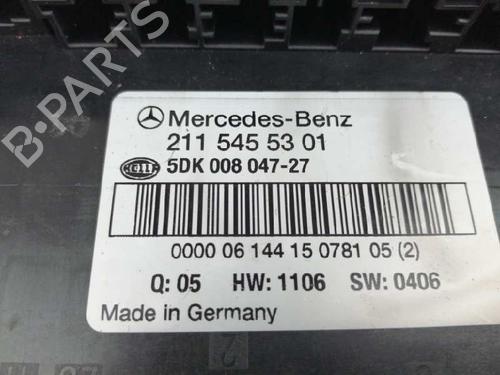 B-PARTS
Mercedes-Benz
211 545 53 01
HELLA 5DK 008 047-27
0000 06 144 15 0781 05 (2)
Q: 05 HW: 1106 SW: 0406
Made in Germany